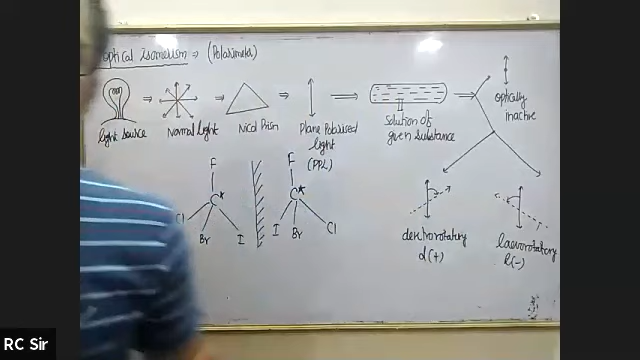 optical Isomerism ⇒ (Polarimeter)
light source
Normal light
Nicol Prism
Plane Polarised
light
(PPL)
solution of
given substance
optically
inactive
F
C*
Cl
Br
I
F
C*
I
Br
Cl
dextrorotatory
d(+)
laevorotatory
l(-)
RC Sir